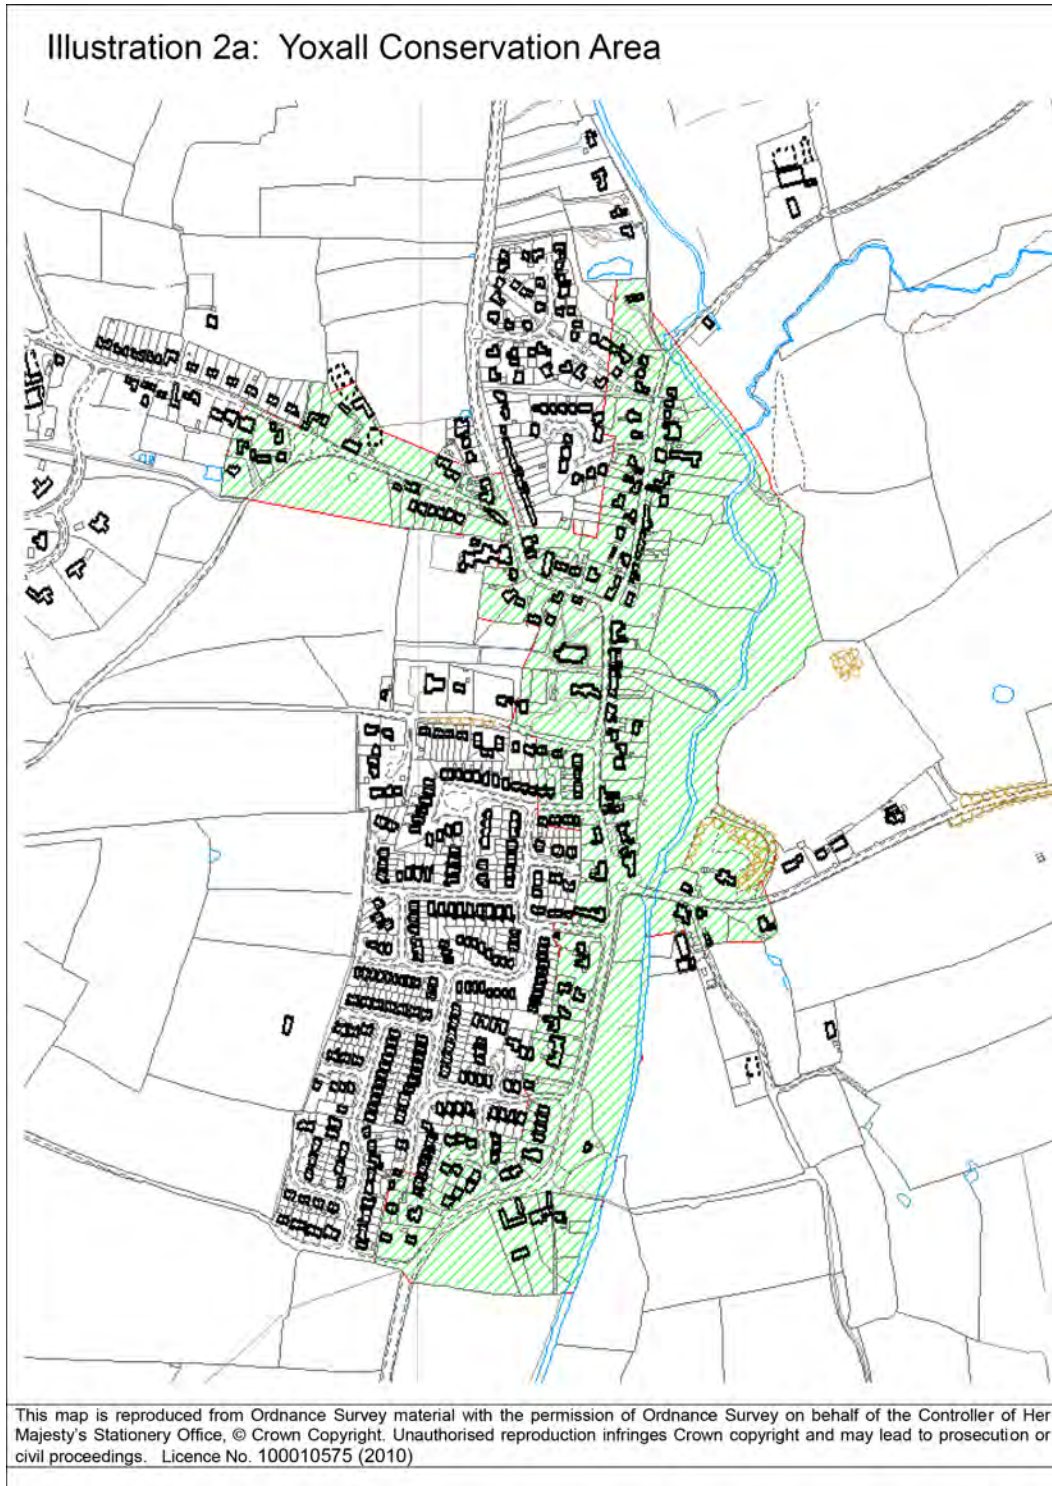 Illustration 2a:  Yoxall Conservation Area
This map is reproduced from Ordnance Survey material with the permission of Ordnance Survey on behalf of the Controller of Her
Majesty's Stationery Office, © Crown Copyright. Unauthorised reproduction infringes Crown copyright and may lead to prosecution or
civil proceedings.   Licence No. 100010575 (2010)